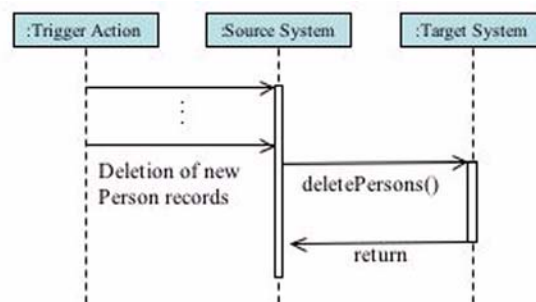 :Trigger Action
:Source System
:Target System
Deletion of new
Person records
deletePersons()
return